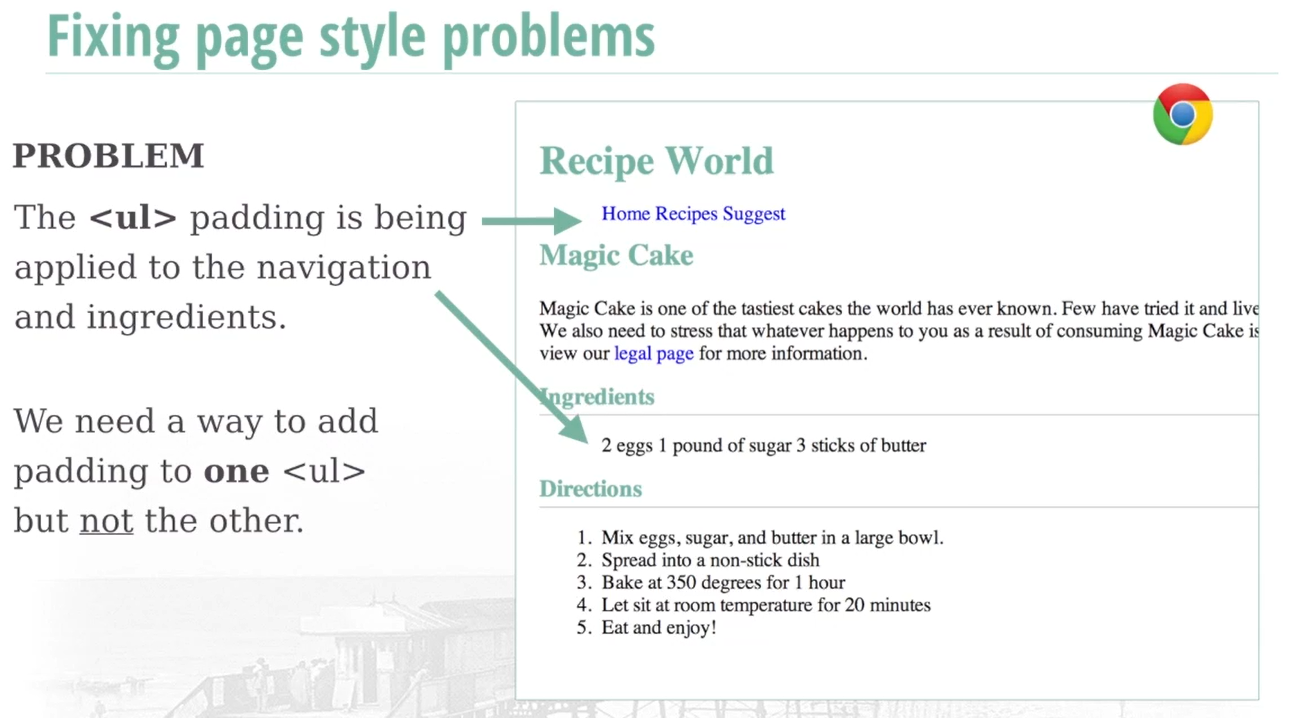 Fixing page style problems
PROBLEM
The <ul> padding is being
applied to the navigation
and ingredients.
We need a way to add
padding to one <ul>
but not the other.
Recipe World
Home Recipes Suggest
Magic Cake
Magic Cake is one of the tastiest cakes the world has ever known. Few have tried it and live
We also need to stress that whatever happens to you as a result of consuming Magic Cake is
view our legal page for more information.
Ingredients
2 eggs 1 pound of sugar 3 sticks of butter
Directions
1. Mix eggs, sugar, and butter in a large bowl.
2. Spread into a non-stick dish
3. Bake at 350 degrees for 1 hour
4. Let sit at room temperature for 20 minutes
5. Eat and enjoy!